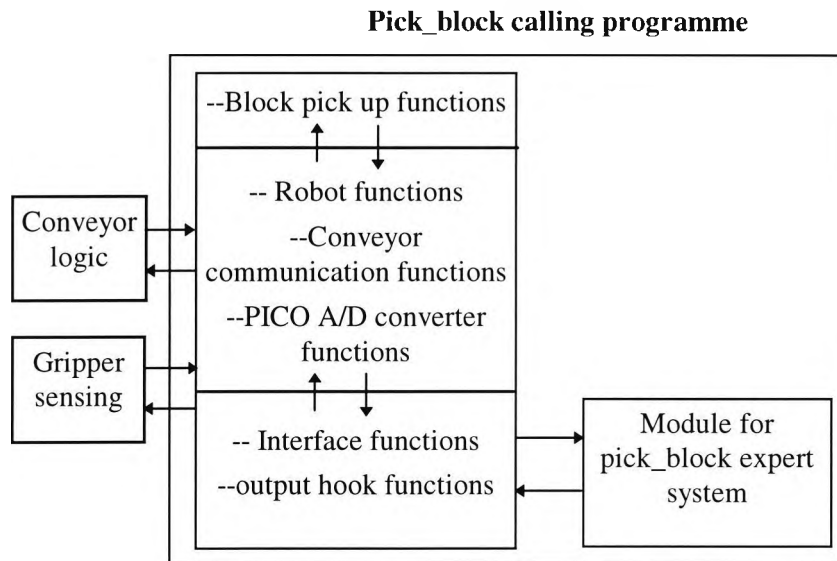 Pick_block calling programme
--Block pick up functions
-- Robot functions
--Conveyor
communication functions
--PICO A/D converter
functions
-- Interface functions
--output hook functions
Conveyor
logic
Gripper
sensing
Module for
pick_block expert
system